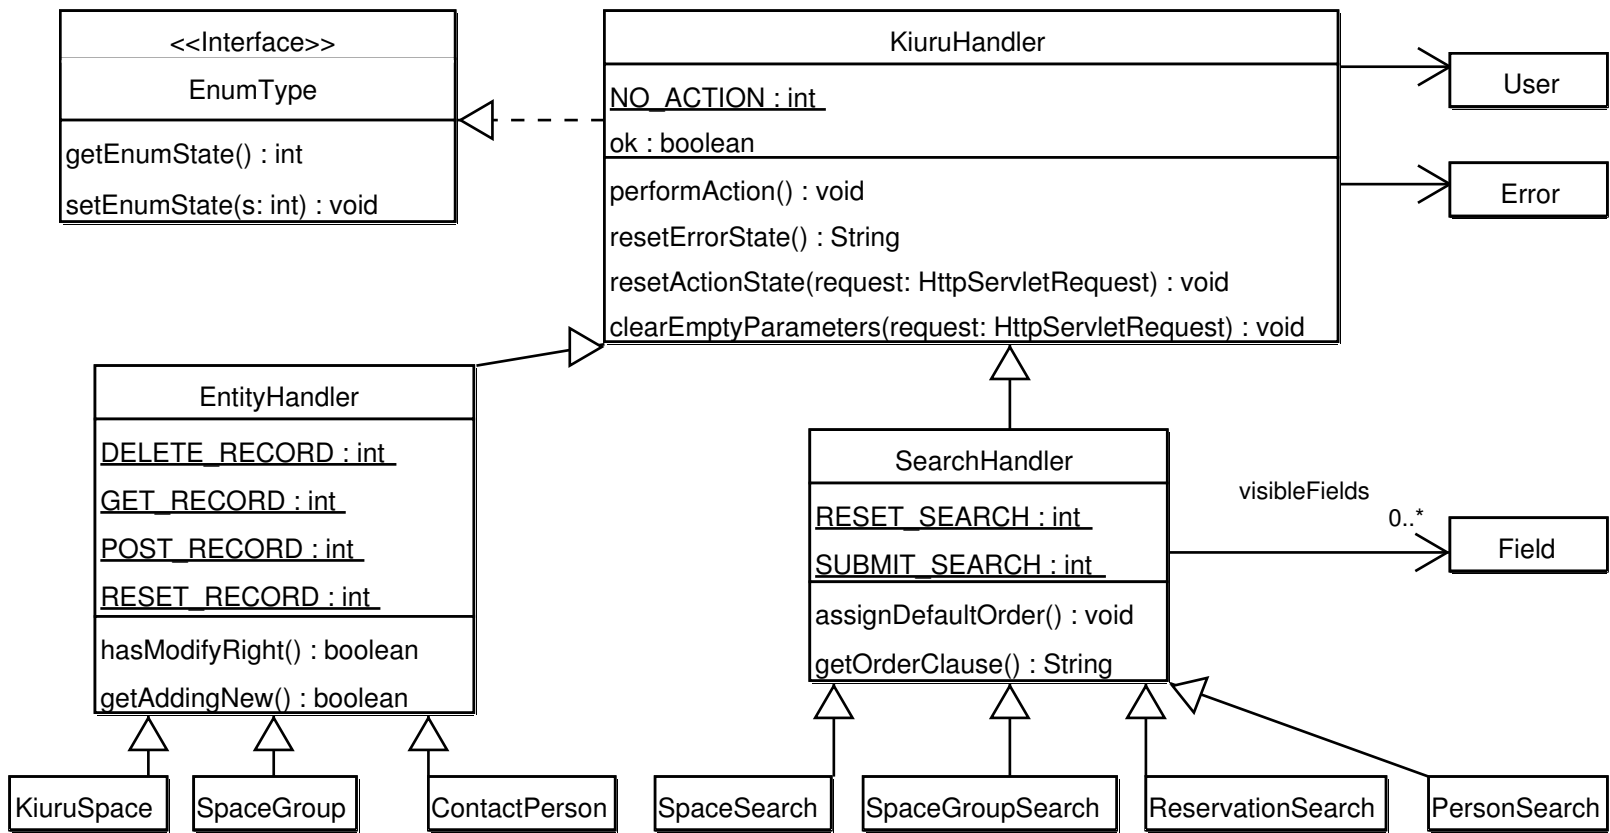 <<Interface>>
EnumType
getEnumState() : int
setEnumState(s: int) : void
KiuruHandler
NO_ACTION : int
ok : boolean
performAction() : void
resetErrorState() : String
resetActionState(request: HttpServletRequest) : void
clearEmptyParameters(request: HttpServletRequest) : void
User
Error
EntityHandler
DELETE_RECORD : int
GET_RECORD : int
POST_RECORD : int
RESET_RECORD : int
hasModifyRight() : boolean
getAddingNew() : boolean
SearchHandler
RESET_SEARCH : int
SUBMIT_SEARCH : int
assignDefaultOrder() : void
getOrderClause() : String
visibleFields
0..*
Field
KiuruSpace
SpaceGroup
ContactPerson
SpaceSearch
SpaceGroupSearch
ReservationSearch
PersonSearch